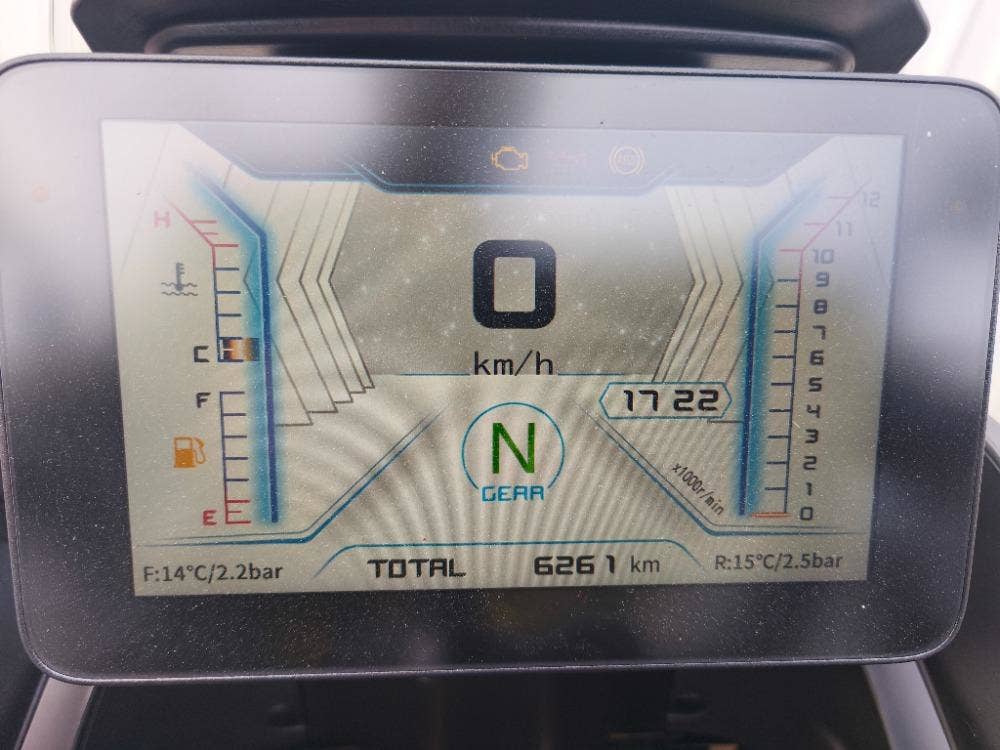 H
12
11
10
9
8
7
6
5
4
3
2
1
0
0
km/h
C
F
E
17 22
N
GEAR
x1000r/min
F:14°C/2.2bar
TOTAL 6261 km
R:15°C/2.5bar